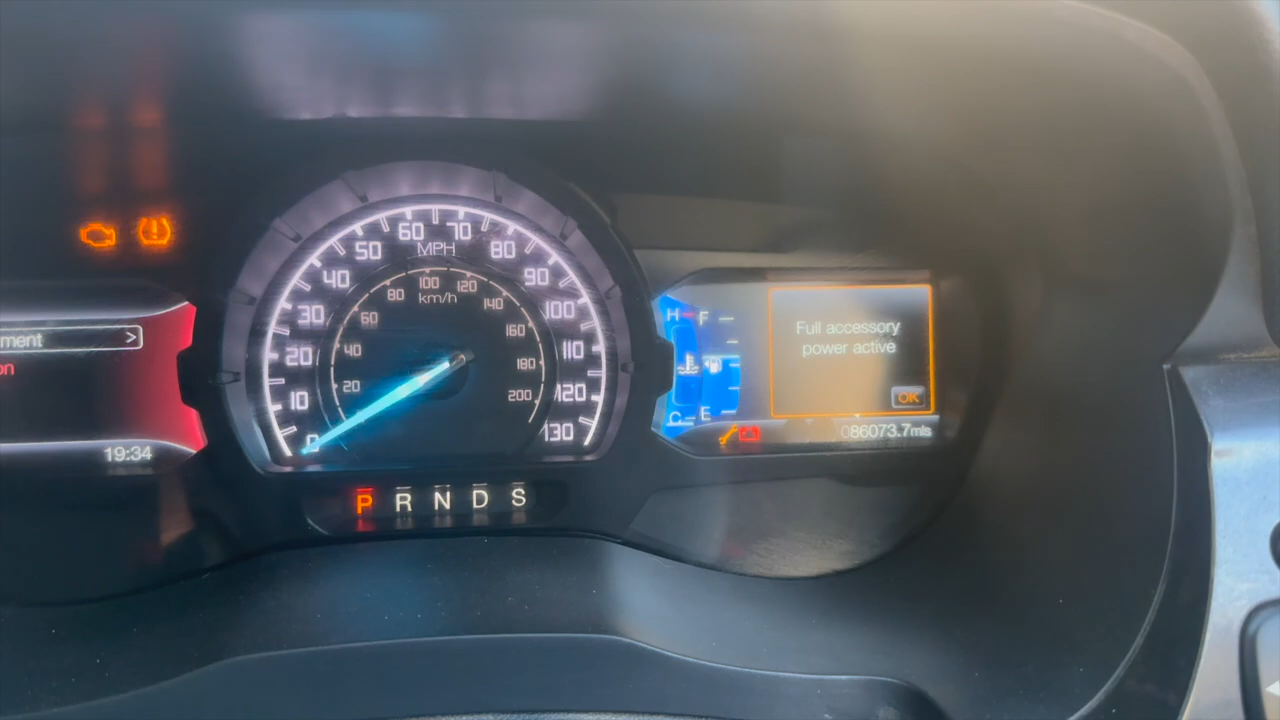 ment >
on
19:34
0 10 20 30 40 50 60 70 80 90 100 110 120 130
MPH
20 40 60 80 100 120 140 160 180 200
km/h
P R N D S
H F
C E
Full accessory
power active
OK
086073.7mls